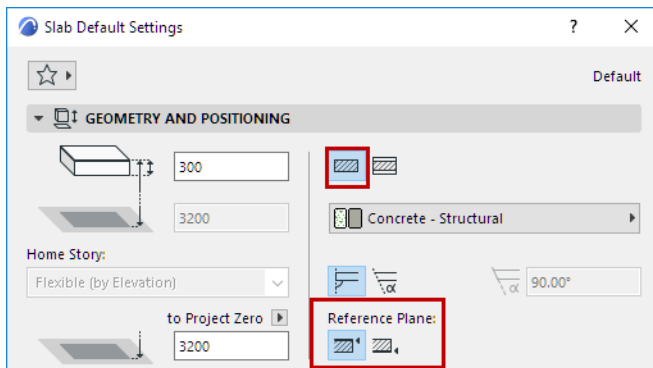 Slab Default Settings ? ×
Default
GEOMETRY AND POSITIONING
300
3200
Concrete - Structural
Home Story:
Flexible (by Elevation)
α α 90.00°
to Project Zero
Reference Plane:
3200